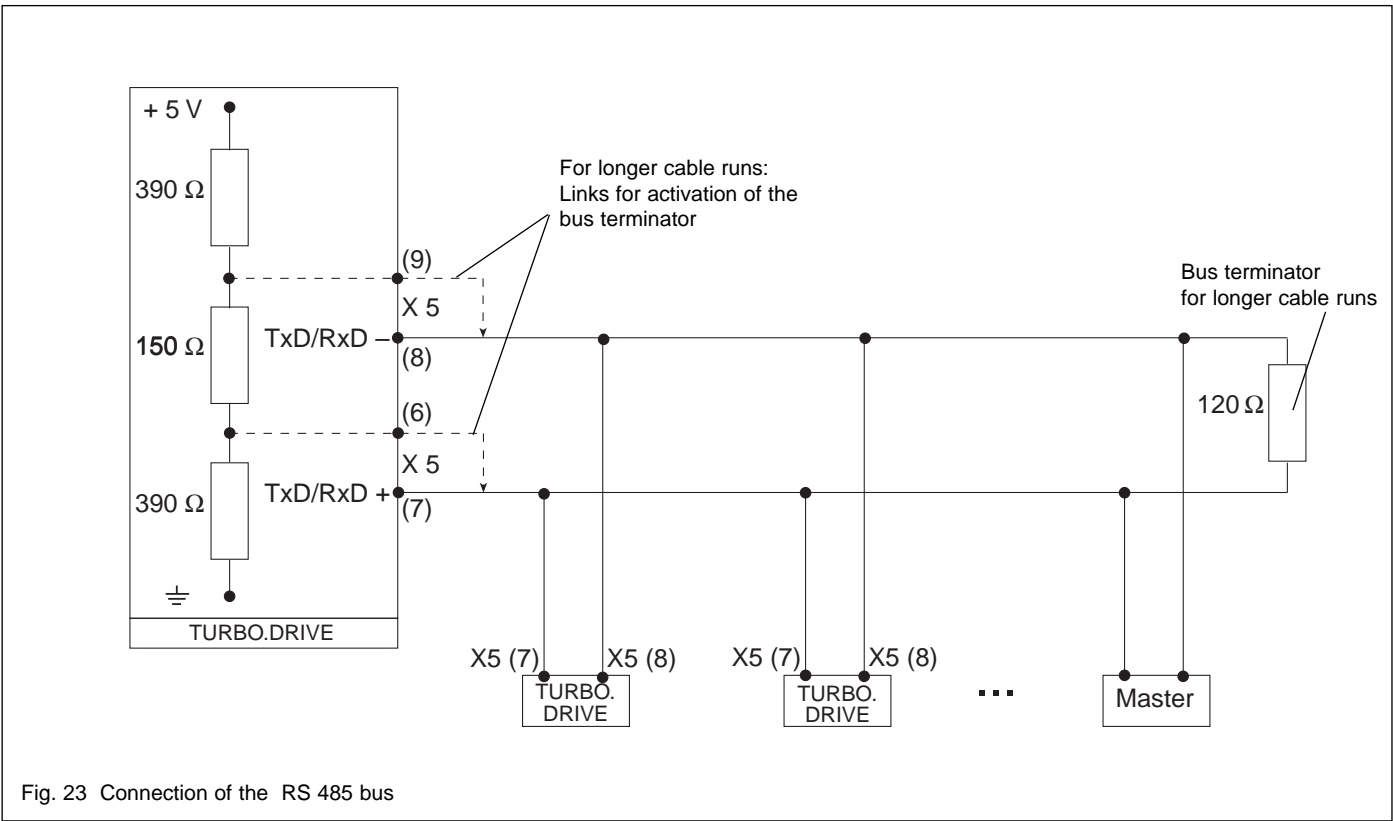 + 5 V
390 Ω
150 Ω
390 Ω
TxD/RxD –
TxD/RxD +
(9)
X 5
(8)
(6)
X 5
(7)
TURBO.DRIVE
For longer cable runs:
Links for activation of the
bus terminator
Bus terminator
for longer cable runs
120 Ω
X5 (7)
X5 (8)
TURBO.
DRIVE
X5 (7)
X5 (8)
TURBO.
DRIVE
...
Master
Fig. 23 Connection of the RS 485 bus